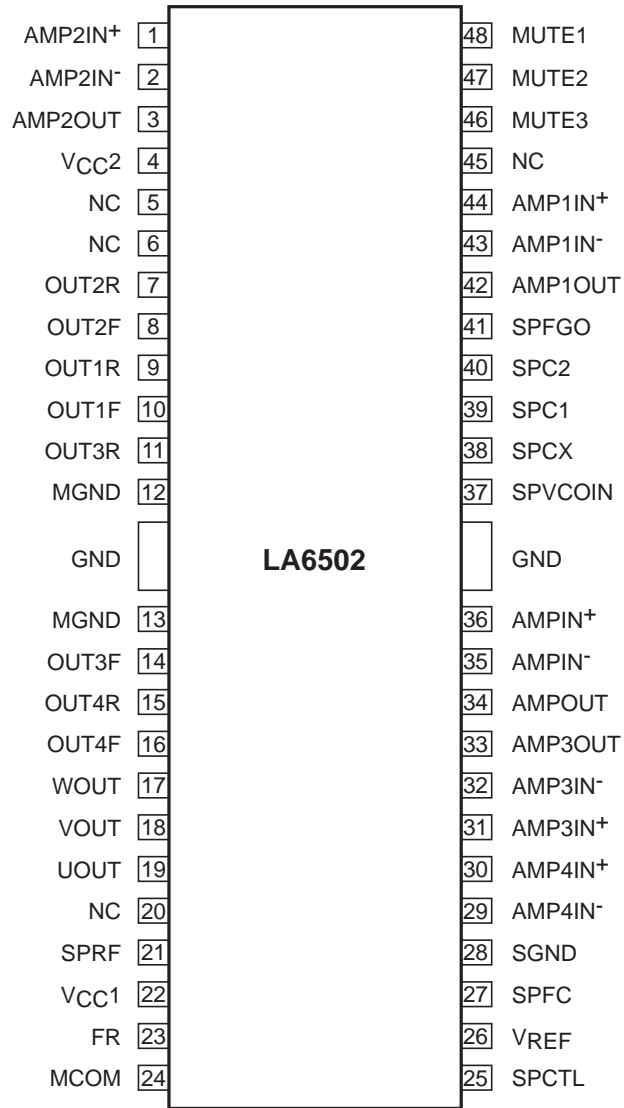 AMP2IN+ 1 48 MUTE1
AMP2IN- 2 47 MUTE2
AMP2OUT 3 46 MUTE3
VCC2 4 45 NC
NC 5 44 AMP1IN+
NC 6 43 AMP1IN-
OUT2R 7 42 AMP1OUT
OUT2F 8 41 SPFGO
OUT1R 9 40 SPC2
OUT1F 10 39 SPC1
OUT3R 11 38 SPCX
MGND 12 37 SPVCOIN
GND LA6502 GND
MGND 13 36 AMPIN+
OUT3F 14 35 AMPIN-
OUT4R 15 34 AMPOUT
OUT4F 16 33 AMP3OUT
WOUT 17 32 AMP3IN-
VOUT 18 31 AMP3IN+
UOUT 19 30 AMP4IN+
NC 20 29 AMP4IN-
SPRF 21 28 SGND
VCC1 22 27 SPFC
FR 23 26 VREF
MCOM 24 25 SPCTL